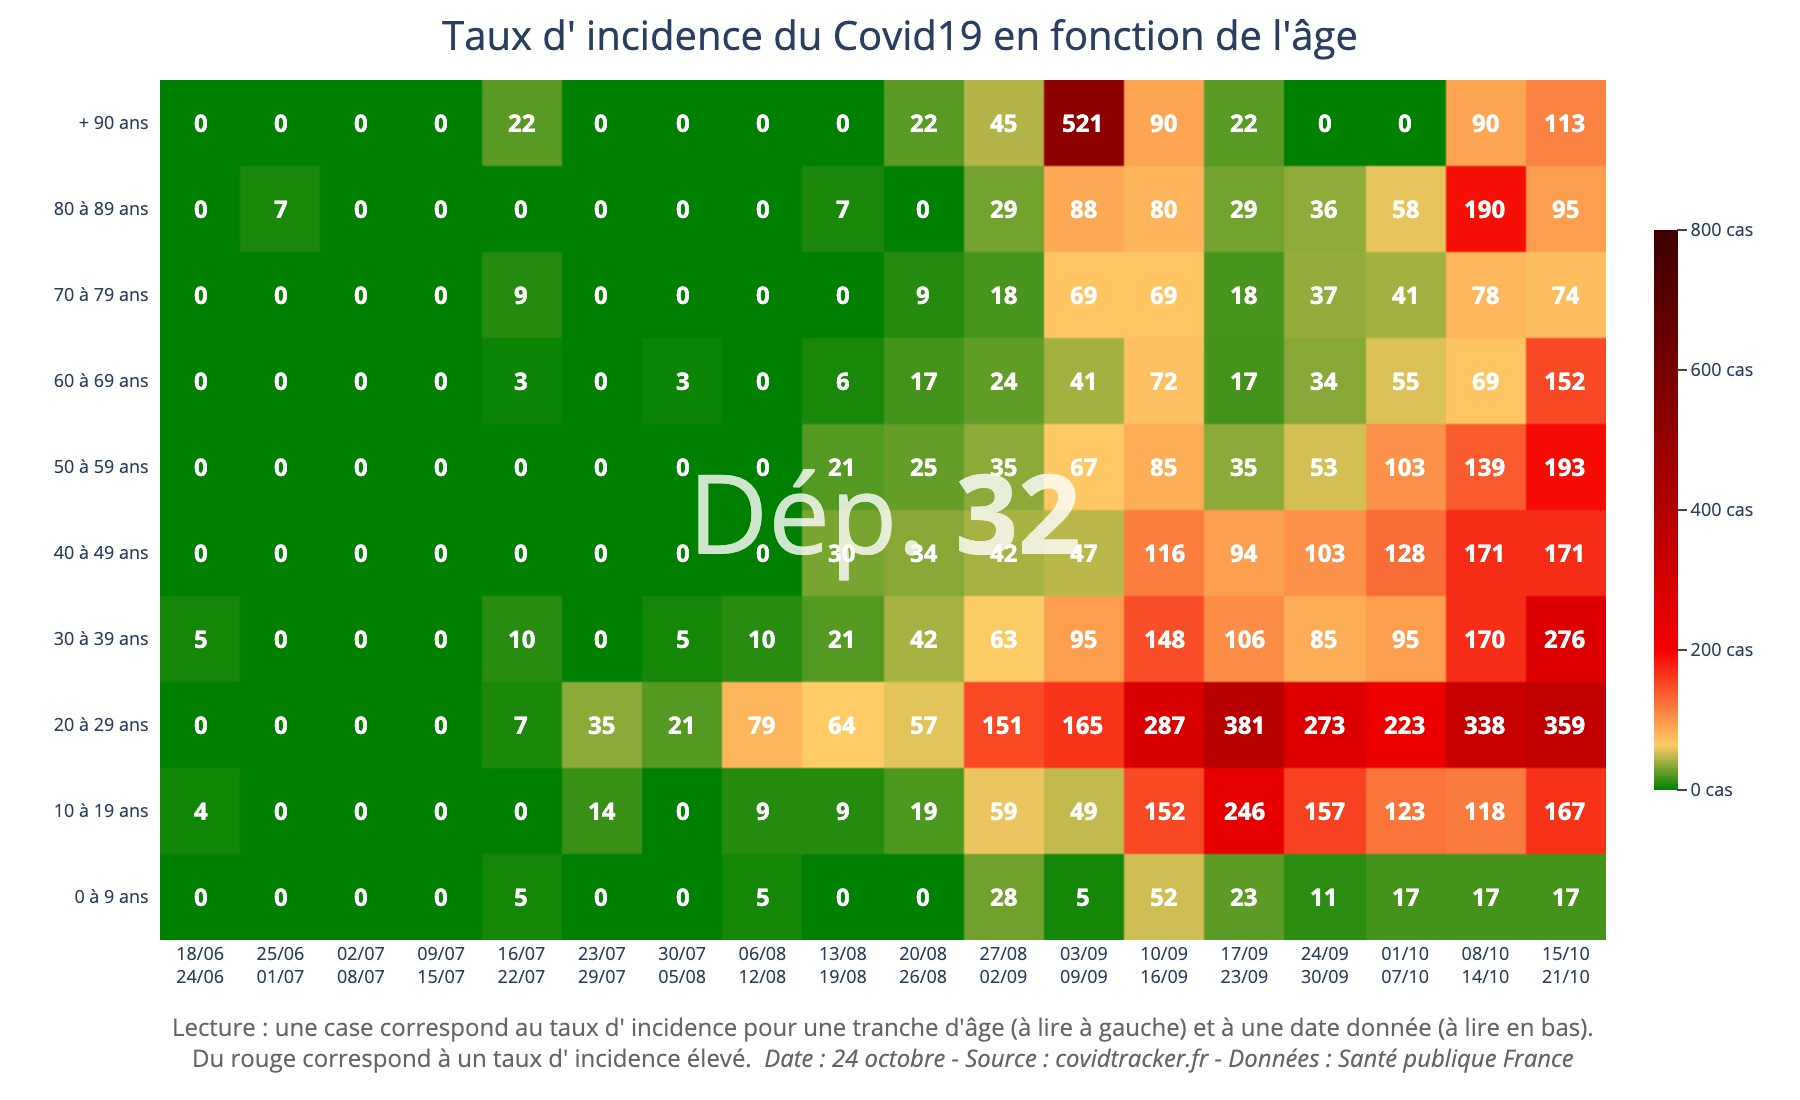 Taux d' incidence du Covid19 en fonction de l'âge
+ 90 ans 0 0 0 0 22 0 0 0 0 22 45 521 90 22 0 0 90 113
80 à 89 ans 0 7 0 0 0 0 0 0 7 0 29 88 80 29 36 58 190 95
70 à 79 ans 0 0 0 0 9 0 0 0 0 9 18 69 69 18 37 41 78 74
60 à 69 ans 0 0 0 0 3 0 3 0 6 17 24 41 72 17 34 55 69 152
50 à 59 ans 0 0 0 0 0 0 0 0 21 25 35 67 85 35 53 103 139 193
Dép. 32
40 à 49 ans 0 0 0 0 0 0 0 0 30 34 42 47 116 94 103 128 171 171
30 à 39 ans 5 0 0 0 10 0 5 10 21 42 63 95 148 106 85 95 170 276
20 à 29 ans 0 0 0 0 7 35 21 79 64 57 151 165 287 381 273 223 338 359
10 à 19 ans 4 0 0 0 0 14 0 9 9 19 59 49 152 246 157 123 118 167
0 à 9 ans 0 0 0 0 5 0 0 5 0 0 28 5 52 23 11 17 17 17
18/06 25/06 02/07 09/07 16/07 23/07 30/07 06/08 13/08 20/08 27/08 03/09 10/09 17/09 24/09 01/10 08/10 15/10
24/06 01/07 08/07 15/07 22/07 29/07 05/08 12/08 19/08 26/08 02/09 09/09 16/09 23/09 30/09 07/10 14/10 21/10
800 cas
600 cas
400 cas
200 cas
0 cas
Lecture : une case correspond au taux d' incidence pour une tranche d'âge (à lire à gauche) et à une date donnée (à lire en bas).
Du rouge correspond à un taux d' incidence élevé. Date : 24 octobre - Source : covidtracker.fr - Données : Santé publique France